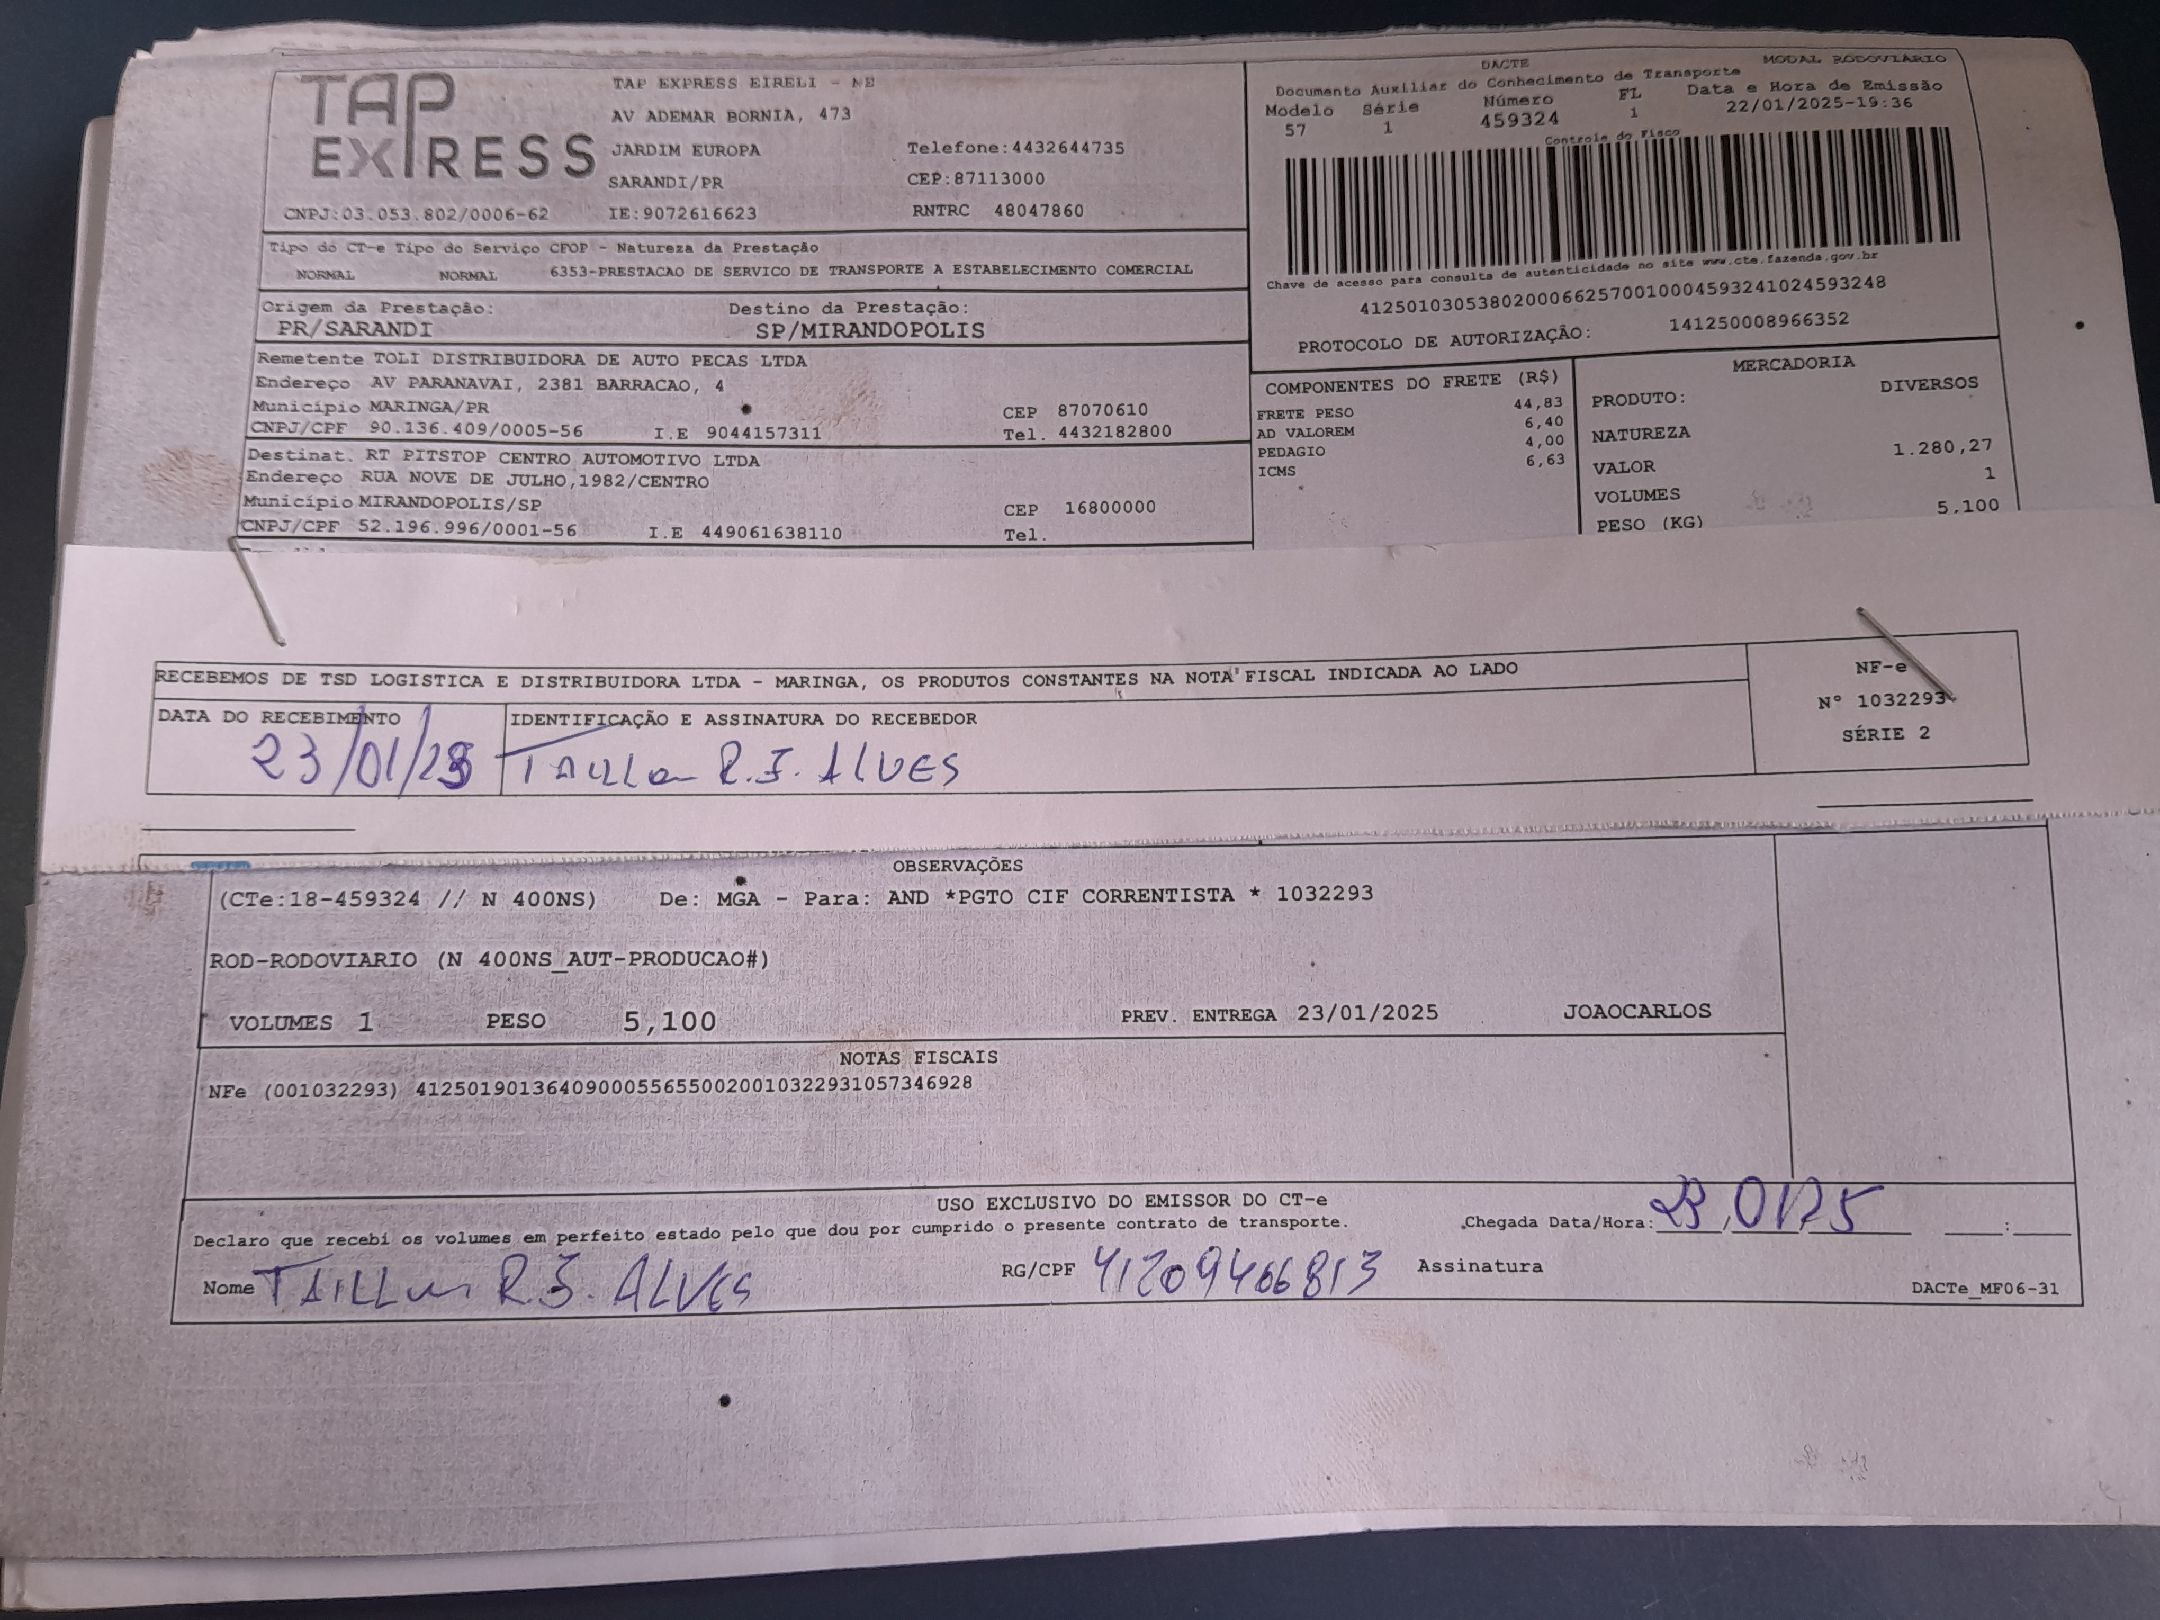 TAP EXPRESS
TAP EXPRESS EIRELI - ME
AV ADEMAR BORNIA, 473
JARDIM EUROPA Telefone:4432644735
SARANDI/PR CEP:87113000
CNPJ:03.053.802/0006-62 IE:9072616623 RNTRC 48047860
DACTE MODAL RODOVIARIO
Documento Auxiliar do Conhecimento de Transporte
Modelo Série Número FL Data e Hora de Emissão
57 1 459324 1 22/01/2025-19:36
Controle do Fisco
Chave de acesso para consulta de autenticidade no site www.cte.fazenda.gov.br
41250103053802000662570010004593241024593248
PROTOCOLO DE AUTORIZAÇÃO: 141250008966352
Tipo do CT-e Tipo do Serviço CFOP - Natureza da Prestação
NORMAL NORMAL 6353-PRESTACAO DE SERVICO DE TRANSPORTE A ESTABELECIMENTO COMERCIAL
Origem da Prestação: Destino da Prestação:
PR/SARANDI SP/MIRANDOPOLIS
Remetente TOLI DISTRIBUIDORA DE AUTO PECAS LTDA
Endereço AV PARANAVAI, 2381 BARRACAO, 4
Município MARINGA/PR CEP 87070610
CNPJ/CPF 90.136.409/0005-56 I.E 9044157311 Tel. 4432182800
Destinat. RT PITSTOP CENTRO AUTOMOTIVO LTDA
Endereço RUA NOVE DE JULHO,1982/CENTRO
Município MIRANDOPOLIS/SP CEP 16800000
CNPJ/CPF 52.196.996/0001-56 I.E 449061638110 Tel.
COMPONENTES DO FRETE (R$)
FRETE PESO 44,83
AD VALOREM 6,40
PEDAGIO 4,00
ICMS 6,63
MERCADORIA
PRODUTO: DIVERSOS
NATUREZA
VALOR 1.280,27
VOLUMES 1
PESO (KG) 5,100
RECEBEMOS DE TSD LOGISTICA E DISTRIBUIDORA LTDA - MARINGA, OS PRODUTOS CONSTANTES NA NOTA FISCAL INDICADA AO LADO
NF-e
Nº 1032293
SÉRIE 2
DATA DO RECEBIMENTO IDENTIFICAÇÃO E ASSINATURA DO RECEBEDOR
23/01/ R.J. ALVES
OBSERVAÇÕES
(CTe:18-459324 // N 400NS) De: MGA - Para: AND *PGTO CIF CORRENTISTA * 1032293
ROD-RODOVIARIO (N 400NS_AUT-PRODUCAO#)
VOLUMES 1 PESO 5,100 PREV. ENTREGA 23/01/2025 JOAOCARLOS
NOTAS FISCAIS
NFe (001032293) 41250190136409000556550020010322931057346928
USO EXCLUSIVO DO EMISSOR DO CT-e
Declaro que recebi os volumes em perfeito estado pelo que dou por cumprido o presente contrato de transporte. Chegada Data/Hora:
Nome R.J. ALVES RG/CPF 41209466813 Assinatura
DACTe_MF06-31